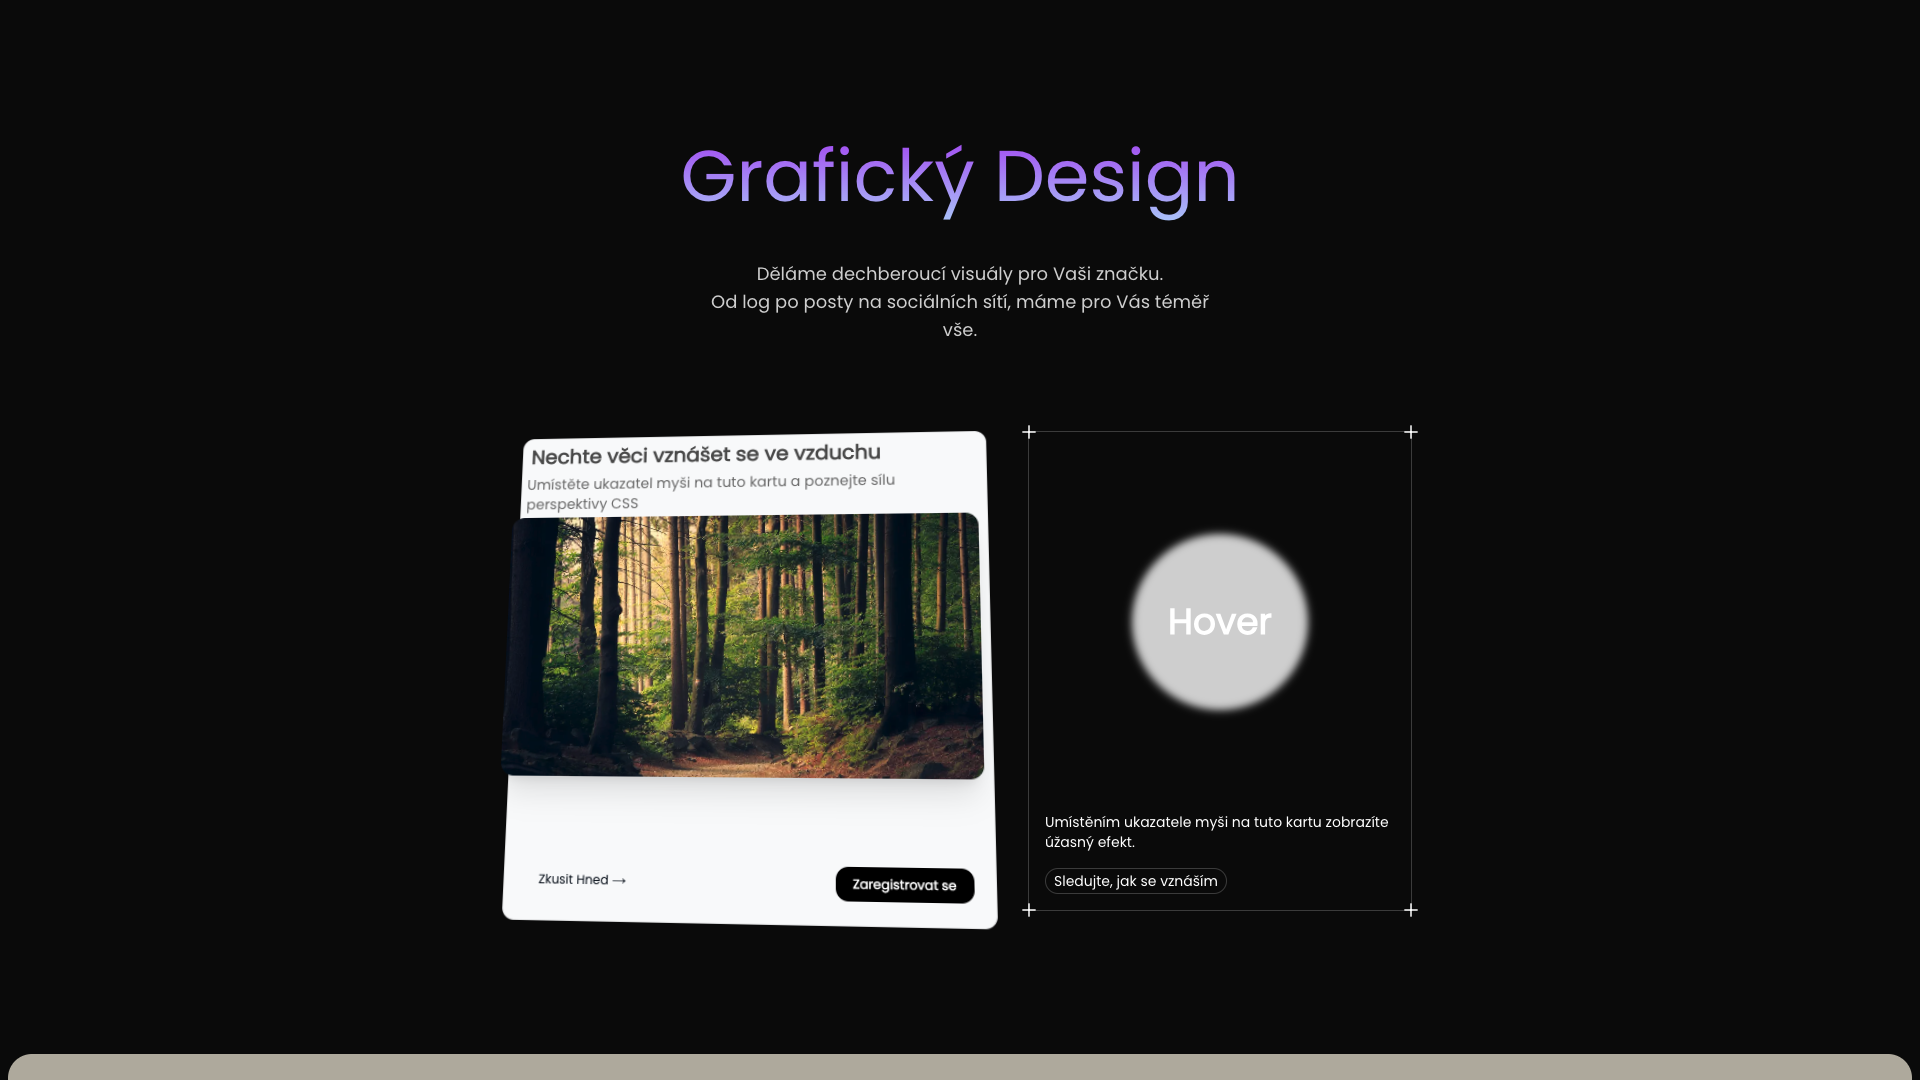 Grafický Design
Děláme dechberoucí visuály pro Vaši značku.
Od log po posty na sociálních sítí, máme pro Vás téměř
vše.
Nechte věci vznášet se ve vzduchu
Umístěte ukazatel myši na tuto kartu a poznejte sílu
perspektivy CSS
Zkusit Hned →
Zaregistrovat se
Hover
Umístěním ukazatele myši na tuto kartu zobrazíte
úžasný efekt.
Sledujte, jak se vznáším